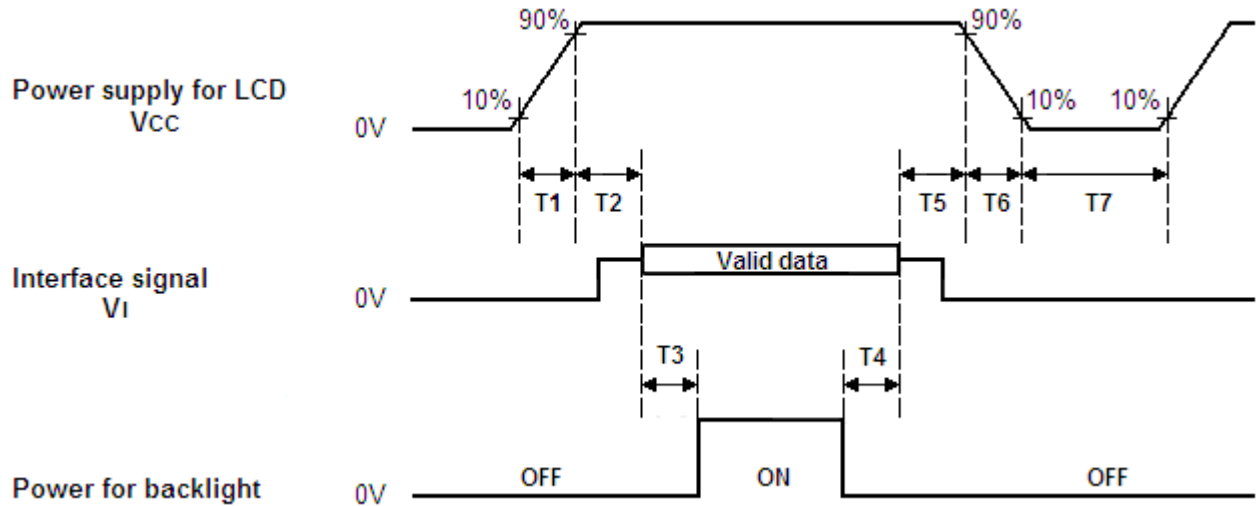 90% 90%
Power supply for LCD
VCC
10% 10% 10%
0V
T1 T2 T5 T6 T7
Interface signal
VI
0V
Valid data
T3 T4
Power for backlight
0V
OFF ON OFF